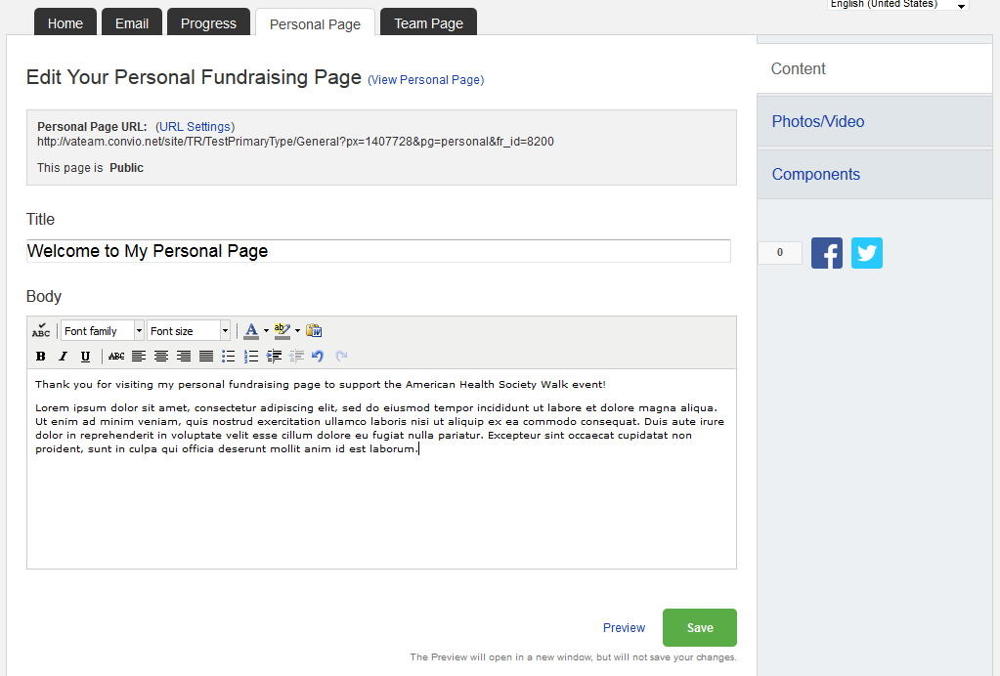 English (United States)
Home Email Progress Personal Page Team Page
Edit Your Personal Fundraising Page (View Personal Page)
Personal Page URL: (URL Settings)
http://vateam.convio.net/site/TR/TestPrimaryType/General?px=1407728&pg=personal&fr_id=8200
This page is Public
Title
Welcome to My Personal Page
Body
ABC Font family Font size A ab
B I U ABC
Thank you for visiting my personal fundraising page to support the American Health Society Walk event!
Lorem ipsum dolor sit amet, consectetur adipiscing elit, sed do eiusmod tempor incididunt ut labore et dolore magna aliqua.
Ut enim ad minim veniam, quis nostrud exercitation ullamco laboris nisi ut aliquip ex ea commodo consequat. Duis aute irure
dolor in reprehenderit in voluptate velit esse cillum dolore eu fugiat nulla pariatur. Excepteur sint occaecat cupidatat non
proident, sunt in culpa qui officia deserunt mollit anim id est laborum.
Preview Save
The Preview will open in a new window, but will not save your changes.
Content
Photos/Video
Components
0